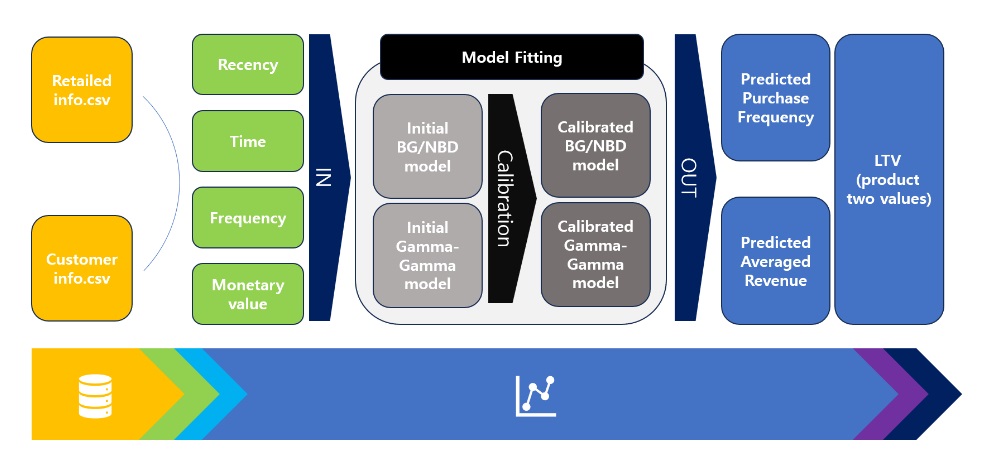 Retailed
info.csv
Customer
info.csv
Recency
Time
Frequency
Monetary
value
IN
Model Fitting
Initial
BG/NBD
model
Initial
Gamma-
Gamma
model
Calibration
Calibrated
BG/NBD
model
Calibrated
Gamma-
Gamma
model
OUT
Predicted
Purchase
Frequency
Predicted
Averaged
Revenue
LTV
(product
two values)